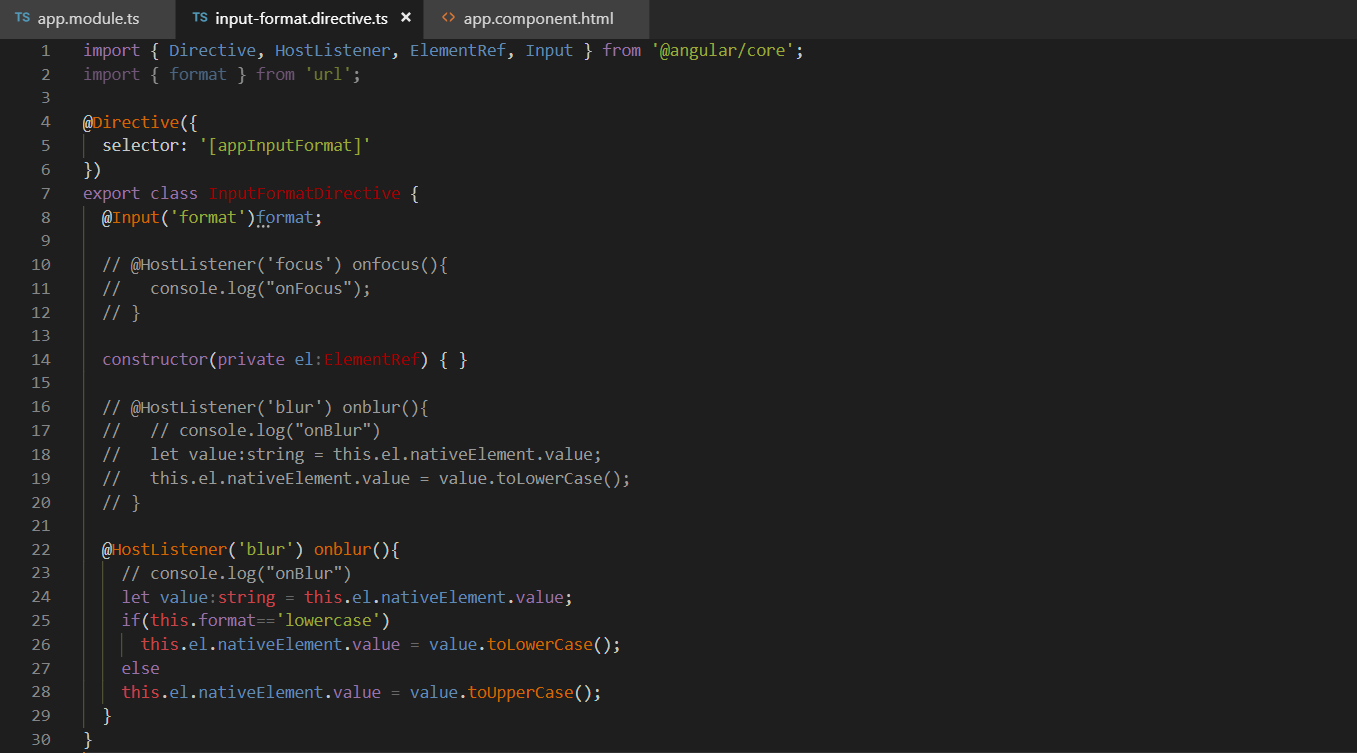 TS app.module.ts TS input-format.directive.ts × <> app.component.html
1 import { Directive, HostListener, ElementRef, Input } from '@angular/core';
2 import { format } from 'url';
3
4 @Directive({
5   selector: '[appInputFormat]'
6 })
7 export class InputFormatDirective {
8   @Input('format')format;
9
10   // @HostListener('focus') onfocus(){
11   //   console.log("onFocus");
12   // }
13
14   constructor(private el:ElementRef) { }
15
16   // @HostListener('blur') onblur(){
17   //   // console.log("onBlur")
18   //   let value:string = this.el.nativeElement.value;
19   //   this.el.nativeElement.value = value.toLowerCase();
20   // }
21
22   @HostListener('blur') onblur(){
23     // console.log("onBlur")
24     let value:string = this.el.nativeElement.value;
25     if(this.format=='lowercase')
26       this.el.nativeElement.value = value.toLowerCase();
27     else
28     this.el.nativeElement.value = value.toUpperCase();
29   }
30 }